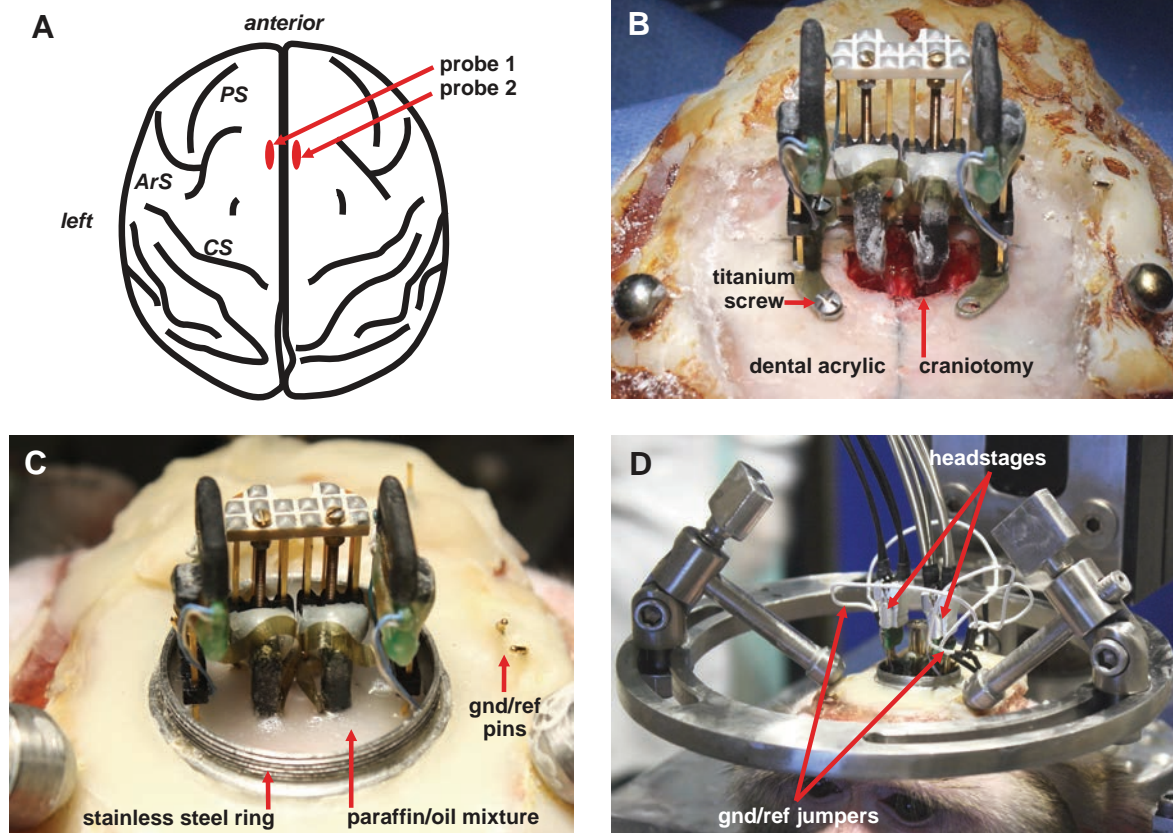 A
anterior
probe 1
probe 2
PS
ArS
left
CS
B
titanium
screw
dental acrylic
craniotomy
C
gnd/ref
pins
stainless steel ring
paraffin/oil mixture
D
headstages
gnd/ref jumpers